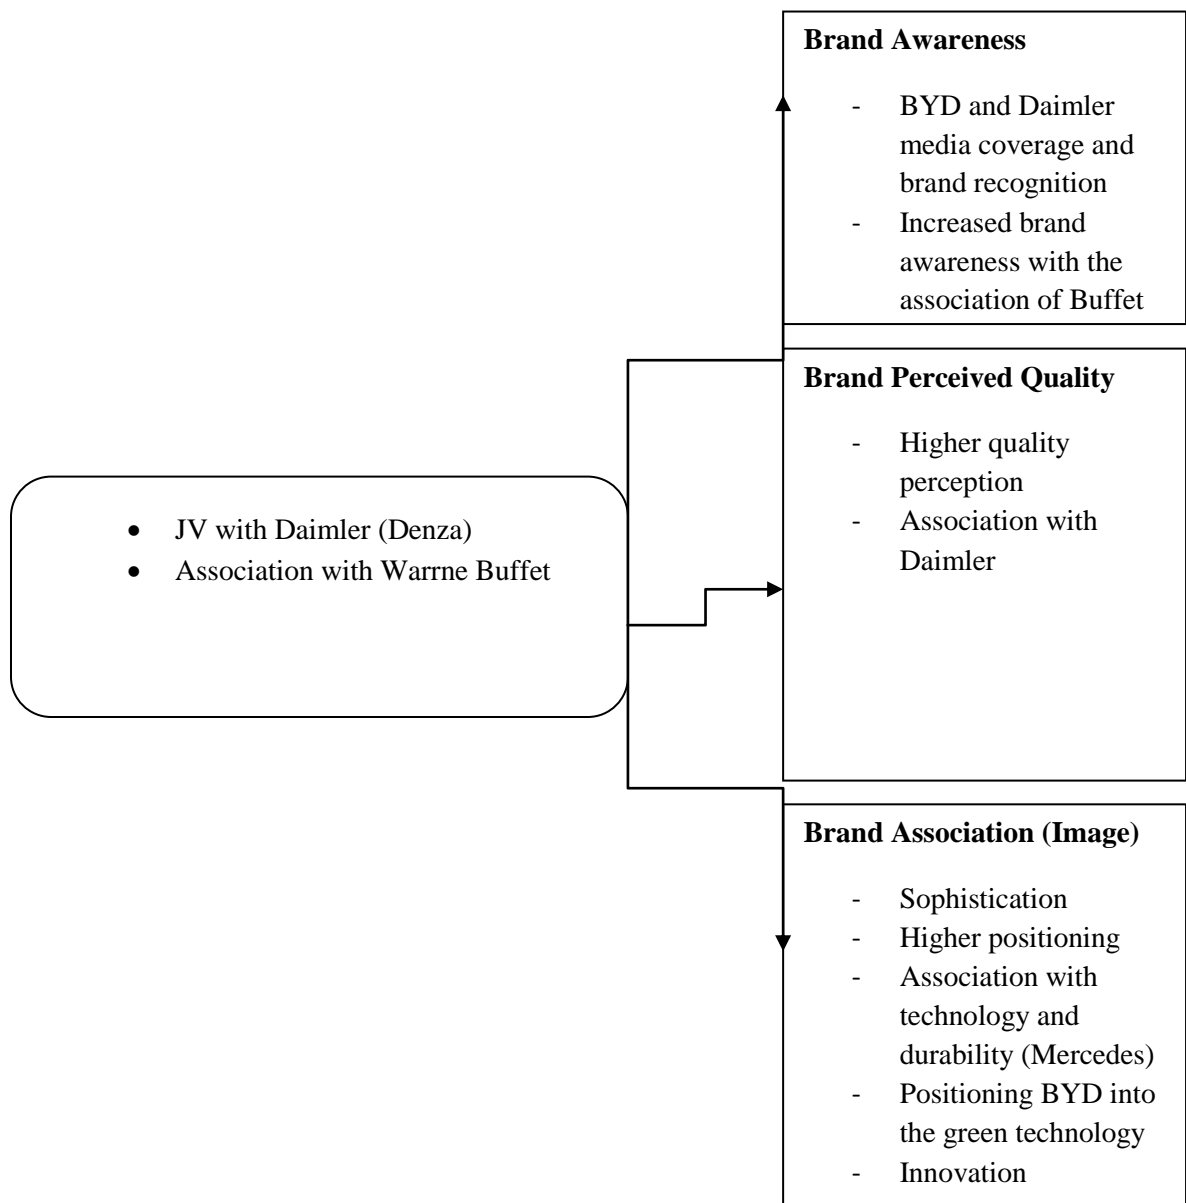 Brand Awareness
- BYD and Daimler
media coverage and
brand recognition
- Increased brand
awareness with the
association of Buffet
Brand Perceived Quality
- Higher quality
perception
- Association with
Daimler
• JV with Daimler (Denza)
• Association with Warrne Buffet
Brand Association (Image)
- Sophistication
- Higher positioning
- Association with
technology and
durability (Mercedes)
- Positioning BYD into
the green technology
- Innovation